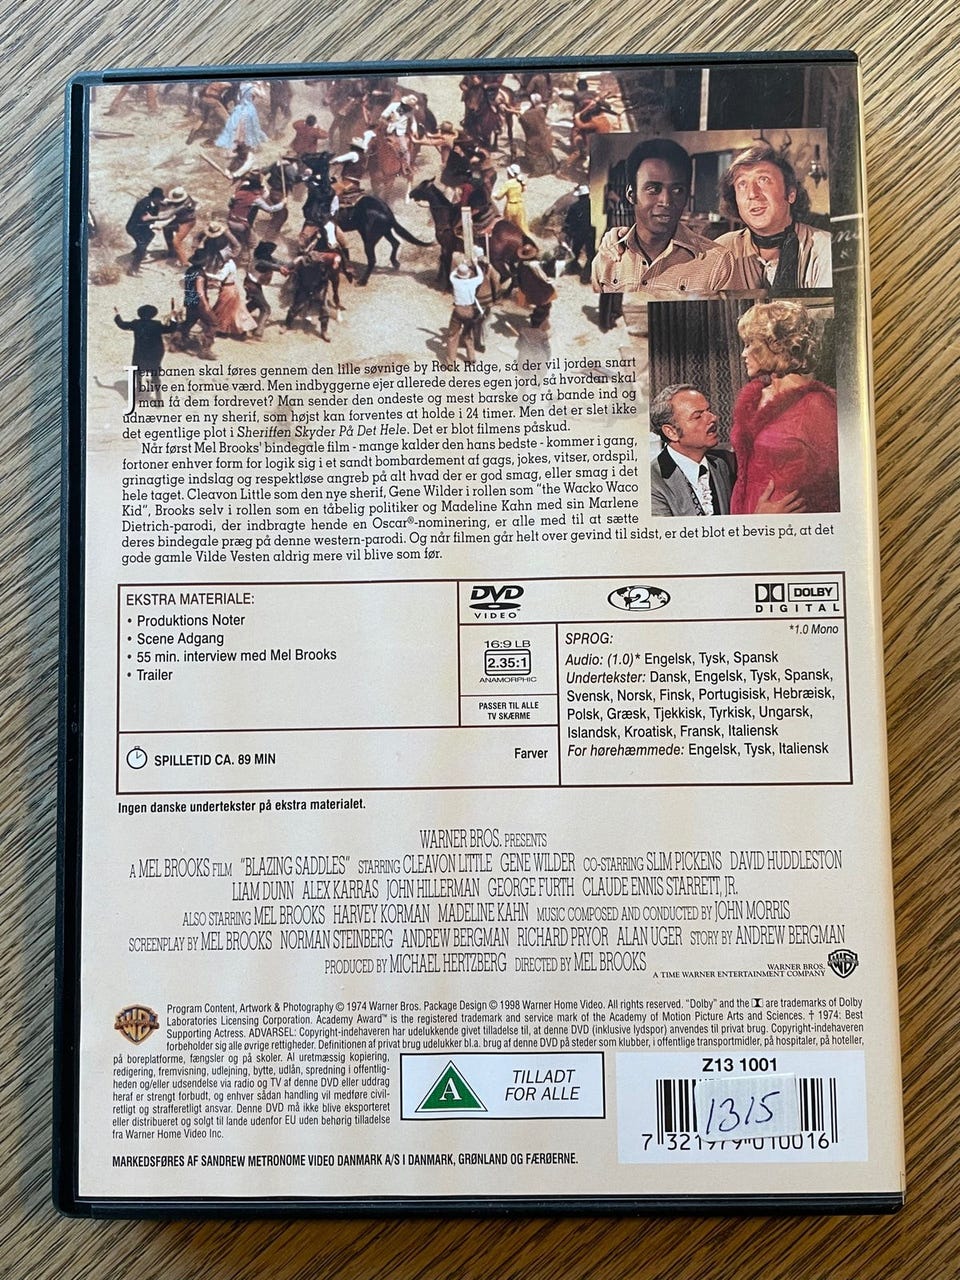 Jernbanen skal føres gennem den lille søvnige by Rock Ridge, så der vil jorden snart
blive en formue værd. Men indbyggerne ejer allerede deres egen jord, så hvordan skal
man få dem fordrevet? Man sender den ondeste og mest barske og rå bande ind og
udnævner en ny sherif, som højst kan forventes at holde i 24 timer. Men det er slet ikke
det egentlige plot i Sheriffen Skyder På Det Hele. Det er blot filmens påskud.
Når først Mel Brooks' bindegale film - mange kalder den hans bedste - kommer i gang,
fortoner enhver form for logik sig i et sandt bombardement af gags, jokes, vitser, ordspil,
grinagtige indslag og respektløse angreb på alt hvad der er god smag, eller smag i det
hele taget. Cleavon Little som den nye sherif, Gene Wilder i rollen som "the Wacko Waco
Kid", Brooks selv i rollen som en tåbelig politiker og Madeline Kahn med sin Marlene
Dietrich-parodi, der indbragte hende en Oscar®-nominering, er alle med til at sætte
deres bindegale præg på denne western-parodi. Og når filmen går helt over gevind til sidst, er det blot et bevis på, at det
gode gamle Vilde Vesten aldrig mere vil blive som før.
EKSTRA MATERIALE:
• Produktions Noter
• Scene Adgang
• 55 min. interview med Mel Brooks
• Trailer
SPILLETID CA. 89 MIN
Farver
DVD
VIDEO
2
DOLBY
DIGITAL
*1.0 Mono
16:9 LB
2.35:1
ANAMORPHIC
PASSER TIL ALLE
TV SKÆRME
SPROG:
Audio: (1.0)* Engelsk, Tysk, Spansk
Undertekster: Dansk, Engelsk, Tysk, Spansk,
Svensk, Norsk, Finsk, Portugisisk, Hebræisk,
Polsk, Græsk, Tjekkisk, Tyrkisk, Ungarsk,
Islandsk, Kroatisk, Fransk, Italiensk
For hørehæmmede: Engelsk, Tysk, Italiensk
Ingen danske undertekster på ekstra materialet.
WARNER BROS. PRESENTS
A MEL BROOKS FILM "BLAZING SADDLES" STARRING CLEAVON LITTLE GENE WILDER CO-STARRING SLIM PICKENS DAVID HUDDLESTON
LIAM DUNN ALEX KARRAS JOHN HILLERMAN GEORGE FURTH CLAUDE ENNIS STARRETT, JR.
ALSO STARRING MEL BROOKS HARVEY KORMAN MADELINE KAHN MUSIC COMPOSED AND CONDUCTED BY JOHN MORRIS
SCREENPLAY BY MEL BROOKS NORMAN STEINBERG ANDREW BERGMAN RICHARD PRYOR ALAN UGER STORY BY ANDREW BERGMAN
PRODUCED BY MICHAEL HERTZBERG DIRECTED BY MEL BROOKS
WARNER BROS.
A TIME WARNER ENTERTAINMENT COMPANY
Program Content, Artwork & Photography © 1974 Warner Bros. Package Design © 1998 Warner Home Video. All rights reserved. "Dolby" and the are trademarks of Dolby
Laboratories Licensing Corporation. Academy Award™ is the registered trademark and service mark of the Academy of Motion Picture Arts and Sciences. † 1974: Best
Supporting Actress. ADVARSEL: Copyright-indehaveren har udelukkende givet tilladelse til, at denne DVD (inklusive lydspor) anvendes til privat brug. Copyright-indehaveren
forbeholder sig alle øvrige rettigheder. Definitionen af privat brug udelukker bl.a. brug af denne DVD på steder som klubber, i offentlige transportmidler, på hospitaler, på hoteller,
på boreplatforme, fængsler og på skoler. Al uretmæssig kopiering,
redigering, fremvisning, udlejning, bytte, udlån, spredning i offentlig-
heden og/eller udsendelse via radio og TV af denne DVD eller uddrag
heraf er strengt forbudt, og enhver sådan handling vil medføre civil-
retligt og strafferetligt ansvar. Denne DVD må ikke blive eksporteret
eller distribueret og solgt til lande udenfor EU uden behørig tilladelse
fra Warner Home Video Inc.
A
TILLADT
FOR ALLE
Z13 1001
1315
7 321979 010016
MARKEDSFØRES AF SANDREW METRONOME VIDEO DANMARK A/S I DANMARK, GRØNLAND OG FÆRØERNE.